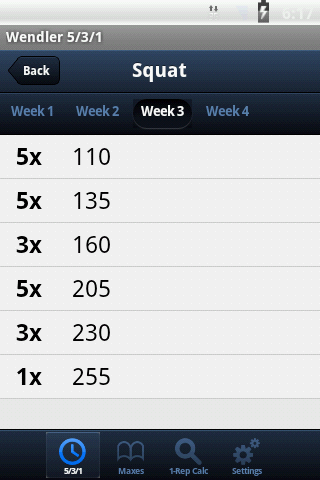 6:17
Wendler 5/3/1
Back
Squat
Week 1 Week 2 Week 3 Week 4
5x 110
5x 135
3x 160
5x 205
3x 230
1x 255
5/3/1 Maxes 1-Rep Calc Settings